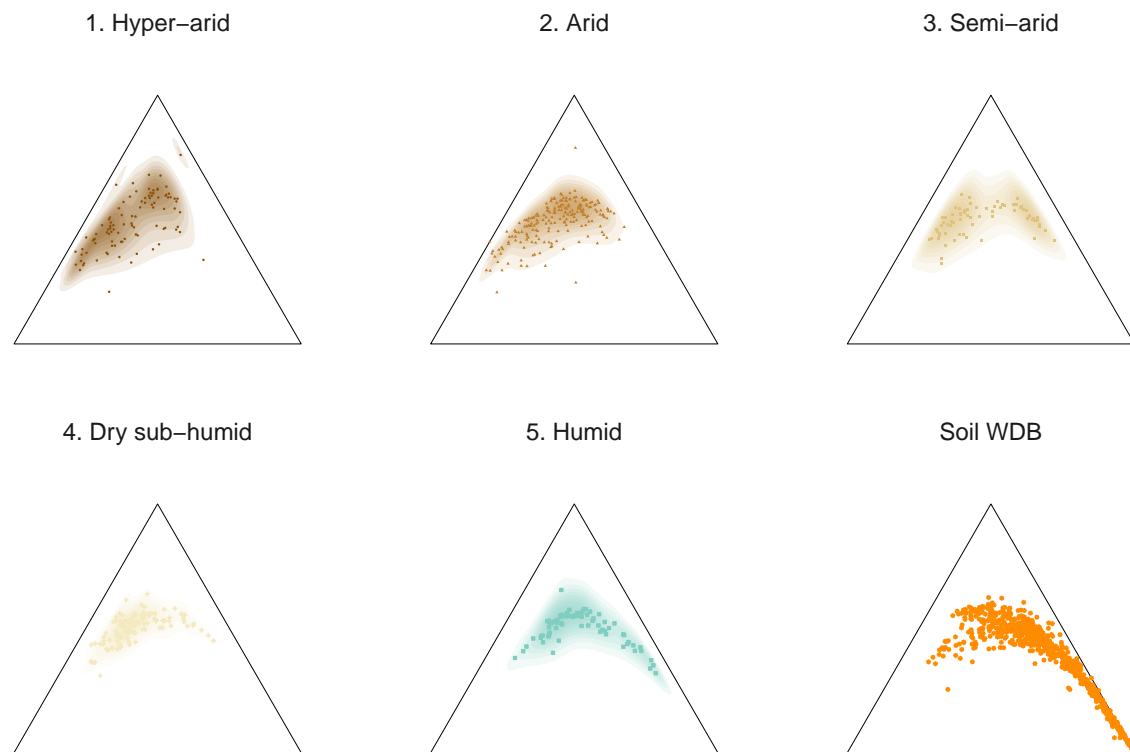 1. Hyper−arid
2. Arid
3. Semi−arid
4. Dry sub−humid
5. Humid
Soil WDB